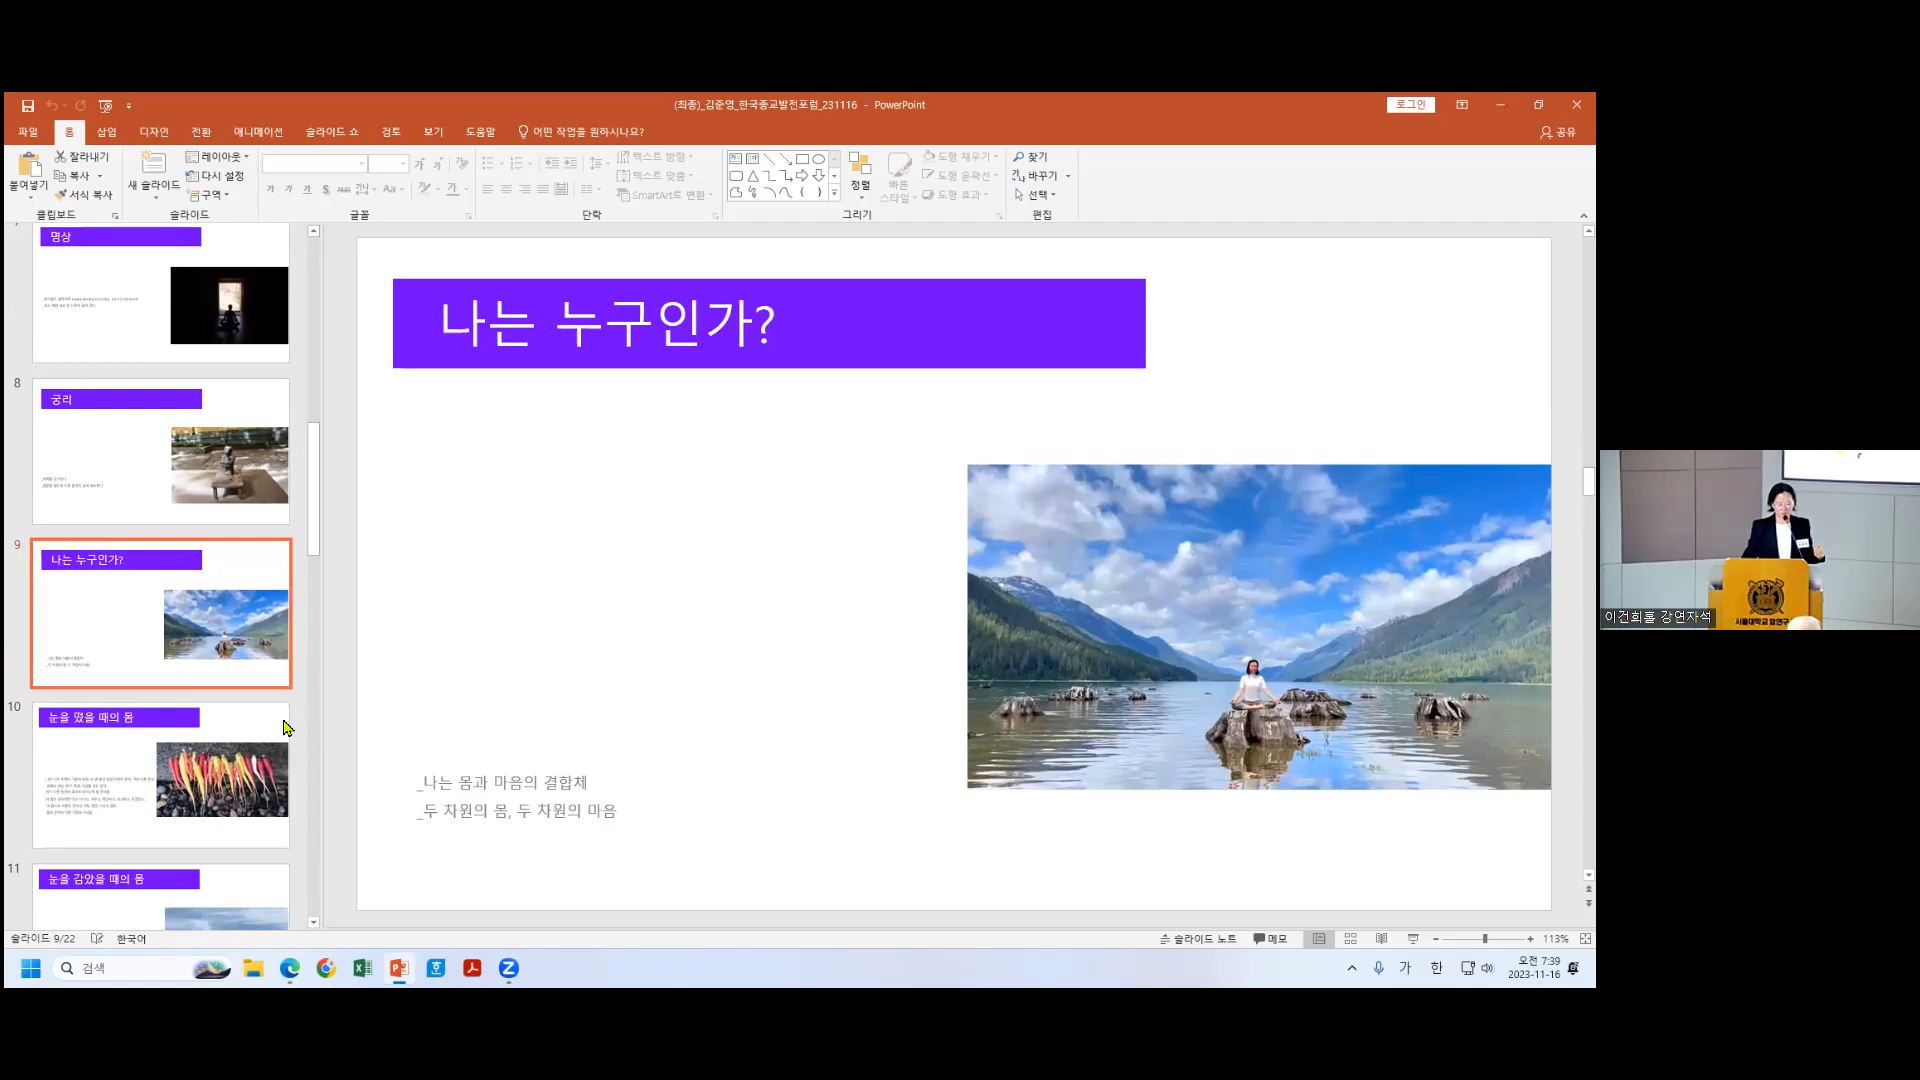 (최종)_김준영_한국종교발전포럼_231116 - PowerPoint
로그인
파일 홈 삽입 디자인 전환 애니메이션 슬라이드 쇼 검토 보기 도움말 어떤 작업을 원하시나요? 공유
붙여넣기
잘라내기
복사
서식 복사
클립보드
새 슬라이드
레이아웃
다시 설정
구역
슬라이드
글꼴
텍스트 방향
텍스트 맞춤
SmartArt로 변환
단락
정렬
빠른 스타일
도형 채우기
도형 윤곽선
도형 효과
그리기
찾기
바꾸기
선택
편집
명상
8
궁리
9
나는 누구인가?
10
눈을 떴을 때의 몸
11
눈을 감았을 때의 몸
나는 누구인가?
_나는 몸과 마음의 결합체
_두 차원의 몸, 두 차원의 마음
이건희홀 강연자석
서울대학교 암연구
슬라이드 9/22 한국어
슬라이드 노트 메모 113%
검색
가 한
오전 7:39
2023-11-16